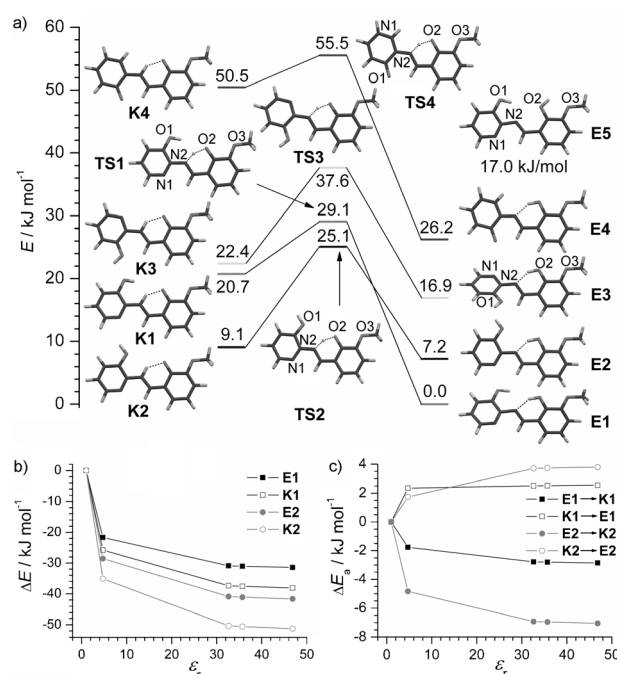 a)
60
50
40
30
20
10
0
E / kJ mol⁻¹
K4
50.5
55.5
N1
O2
O3
N2
O1
TS4
O1
O2
O3
N2
N1
TS1
TS3
37.6
29.1
25.1
O1
O2
O3
N2
N1
E5
17.0 kJ/mol
K3
22.4
20.7
K1
9.1
K2
O1
N2
O2
O3
N1
TS2
26.2
E4
N1
N2
O2
O3
O1
16.9
E3
7.2
E2
0.0
E1
b)
0
-10
-20
-30
-40
-50
ΔE / kJ mol⁻¹
E1
K1
E2
K2
0 10 20 30 40 50
εr
c)
4
2
0
-2
-4
-6
-8
ΔEa / kJ mol⁻¹
E1→K1
K1→E1
E2→K2
K2→E2
0 10 20 30 40 50
εr